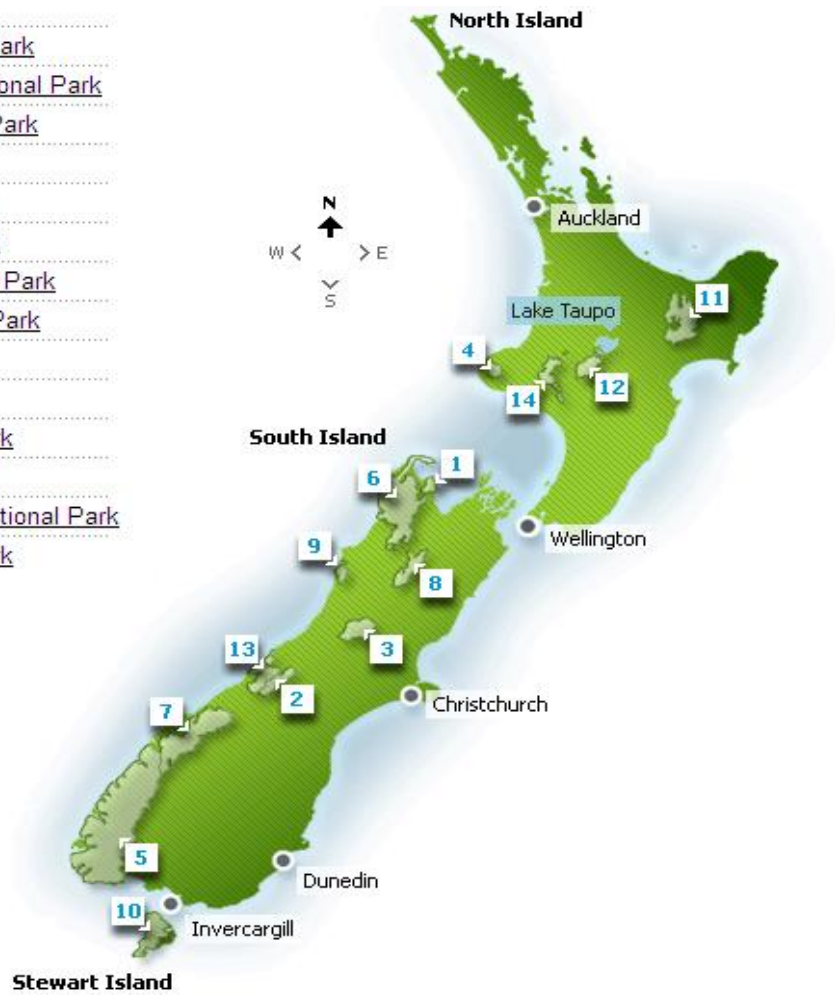 North Island
ark
onal Park
Park
N
W
E
S
Auckland
Lake Taupo
11
4
12
14
Park
Park
South Island
k
6
1
tional Park
k
Wellington
9
8
13
3
2
7
Christchurch
5
Dunedin
10
Invercargill
Stewart Island